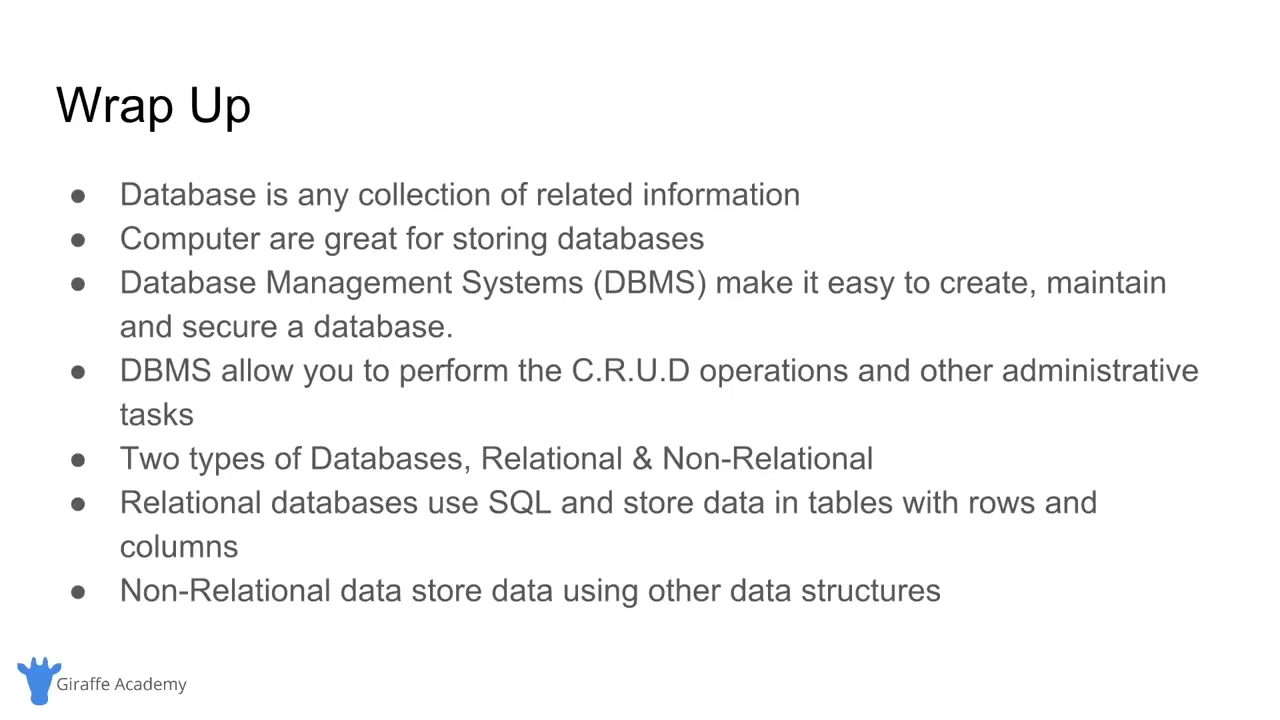 Wrap Up
● Database is any collection of related information
● Computer are great for storing databases
● Database Management Systems (DBMS) make it easy to create, maintain
and secure a database.
● DBMS allow you to perform the C.R.U.D operations and other administrative
tasks
● Two types of Databases, Relational & Non-Relational
● Relational databases use SQL and store data in tables with rows and
columns
● Non-Relational data store data using other data structures
Giraffe Academy